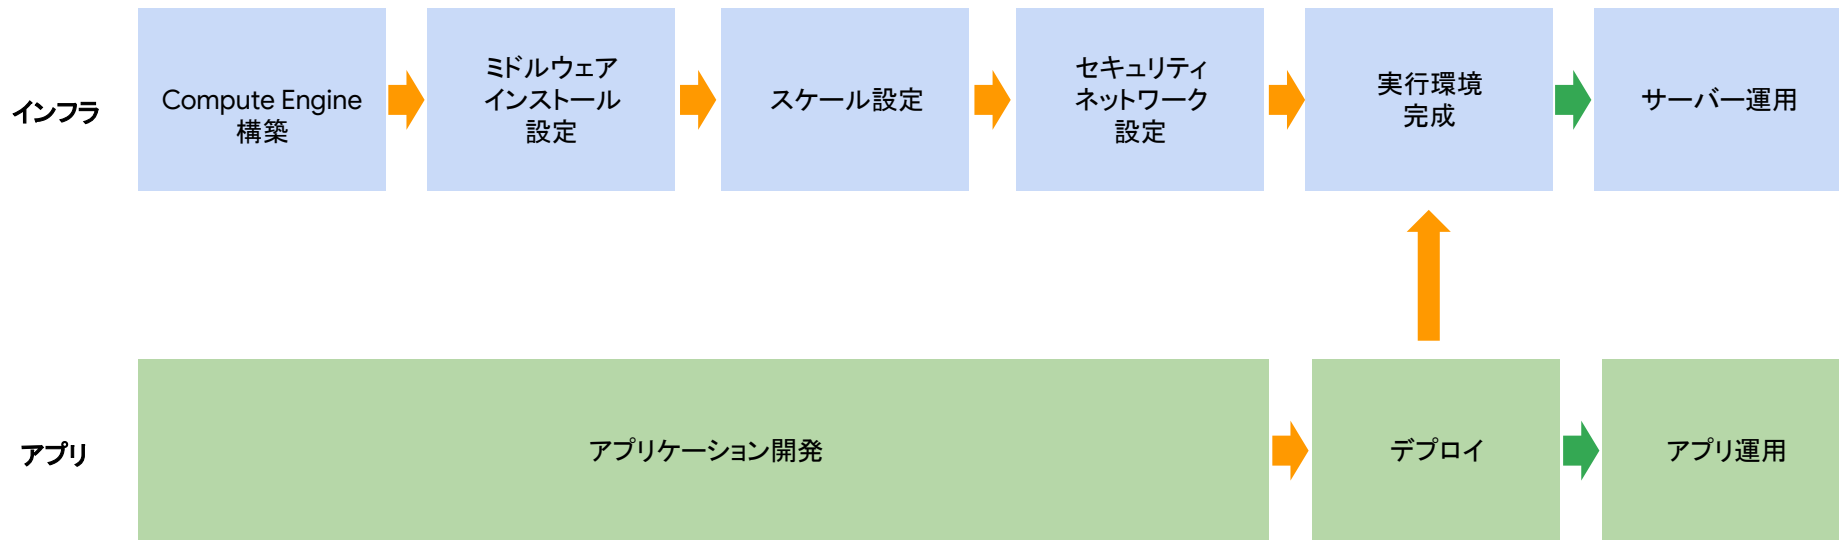 インフラ
Compute Engine
構築
ミドルウェア
インストール
設定
スケール設定
セキュリティ
ネットワーク
設定
実行環境
完成
サーバー運用
アプリ
アプリケーション開発
デプロイ
アプリ運用